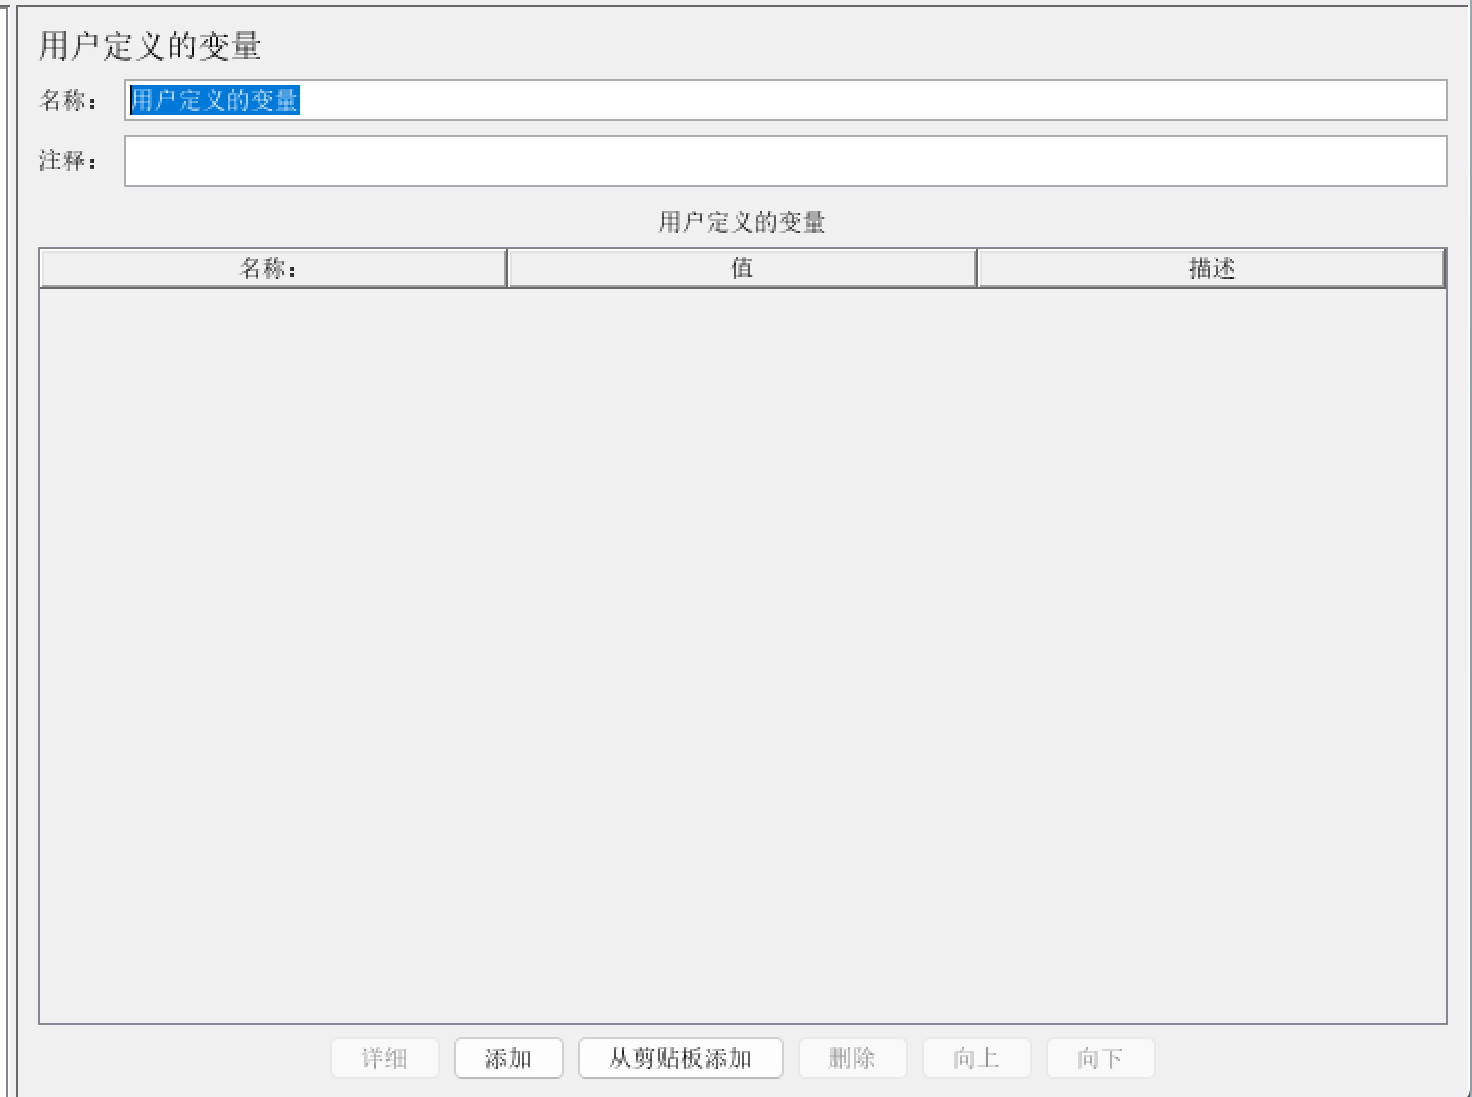 用户定义的变量
名称： 用户定义的变量
注释：
用户定义的变量
名称： 值 描述
详细 添加 从剪贴板添加 删除 向上 向下